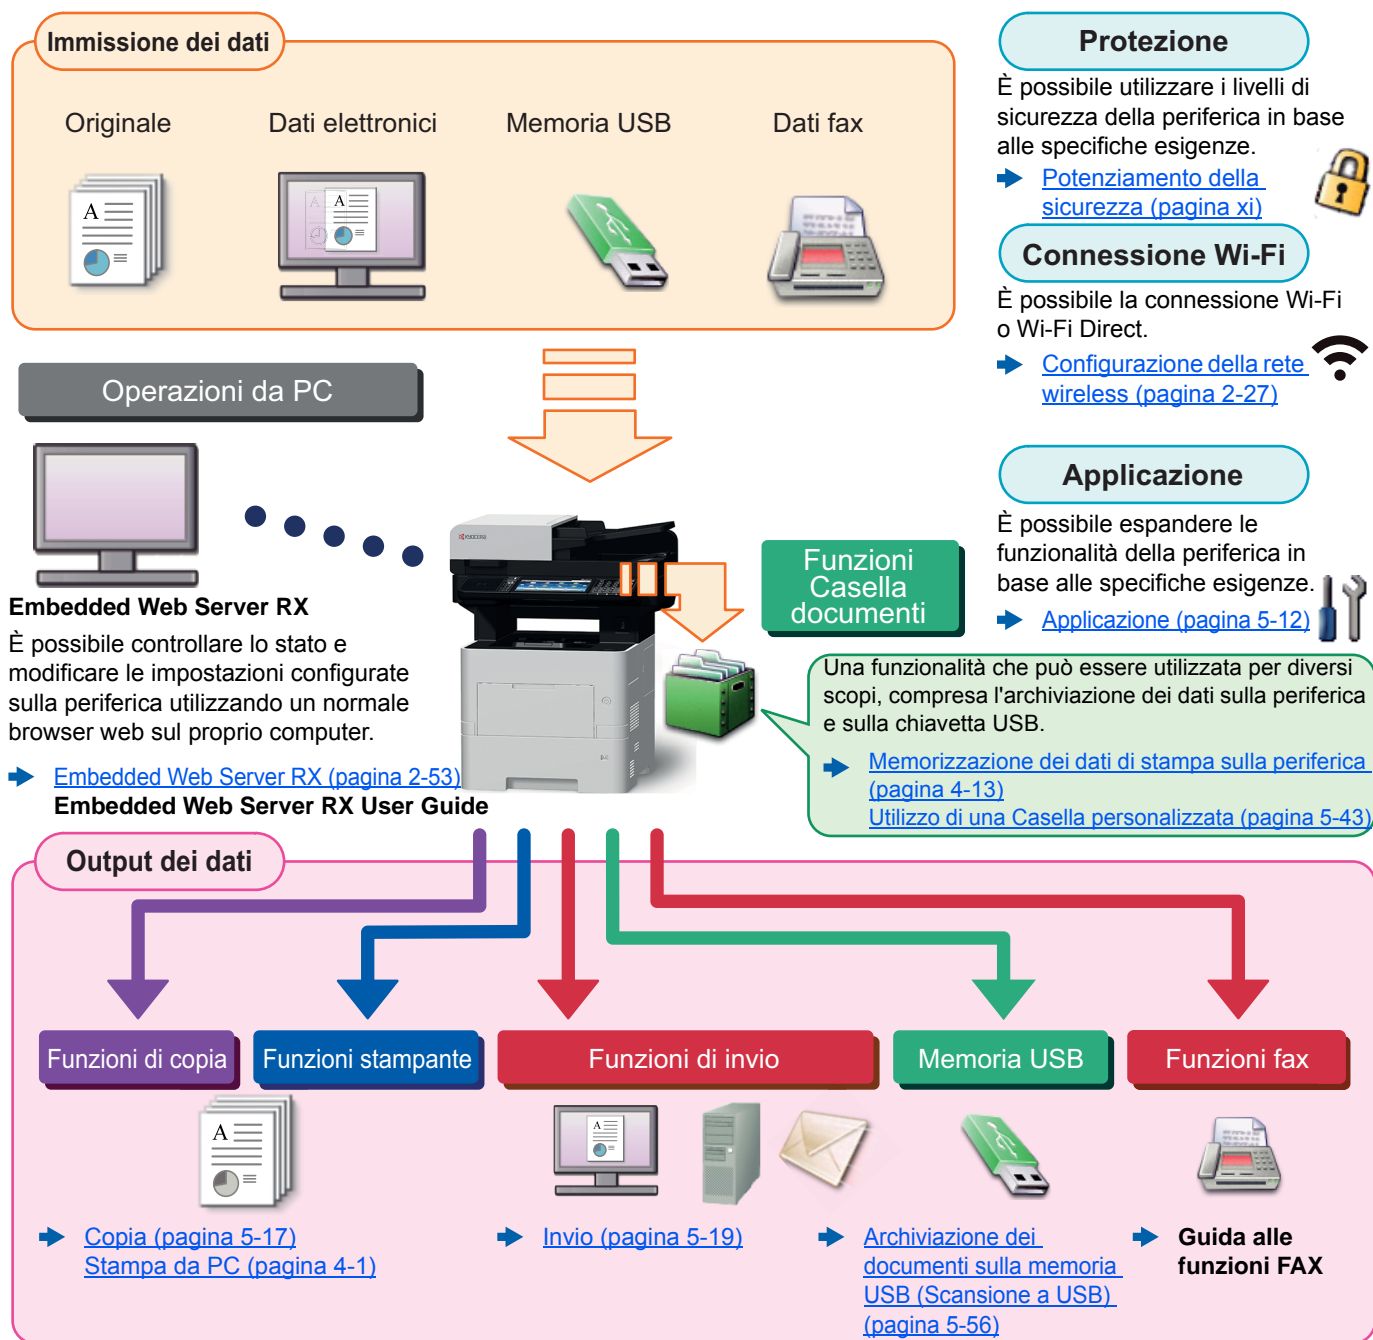 Immissione dei dati
Originale
Dati elettronici
Memoria USB
Dati fax
Protezione
È possibile utilizzare i livelli di
sicurezza della periferica in base
alle specifiche esigenze.
Potenziamento della
sicurezza (pagina xi)
Connessione Wi-Fi
È possibile la connessione Wi-Fi
o Wi-Fi Direct.
Configurazione della rete
wireless (pagina 2-27)
Applicazione
È possibile espandere le
funzionalità della periferica in
base alle specifiche esigenze.
Applicazione (pagina 5-12)
Operazioni da PC
Embedded Web Server RX
È possibile controllare lo stato e
modificare le impostazioni configurate
sulla periferica utilizzando un normale
browser web sul proprio computer.
Embedded Web Server RX (pagina 2-53)
Embedded Web Server RX User Guide
KYOCERA
Funzioni
Casella
documenti
Una funzionalità che può essere utilizzata per diversi
scopi, compresa l'archiviazione dei dati sulla periferica
e sulla chiavetta USB.
Memorizzazione dei dati di stampa sulla periferica
(pagina 4-13)
Utilizzo di una Casella personalizzata (pagina 5-43)
Output dei dati
Funzioni di copia
Funzioni stampante
Funzioni di invio
Memoria USB
Funzioni fax
A
A
A
A
Copia (pagina 5-17)
Stampa da PC (pagina 4-1)
Invio (pagina 5-19)
Archiviazione dei
documenti sulla memoria
USB (Scansione a USB)
(pagina 5-56)
Guida alle
funzioni FAX